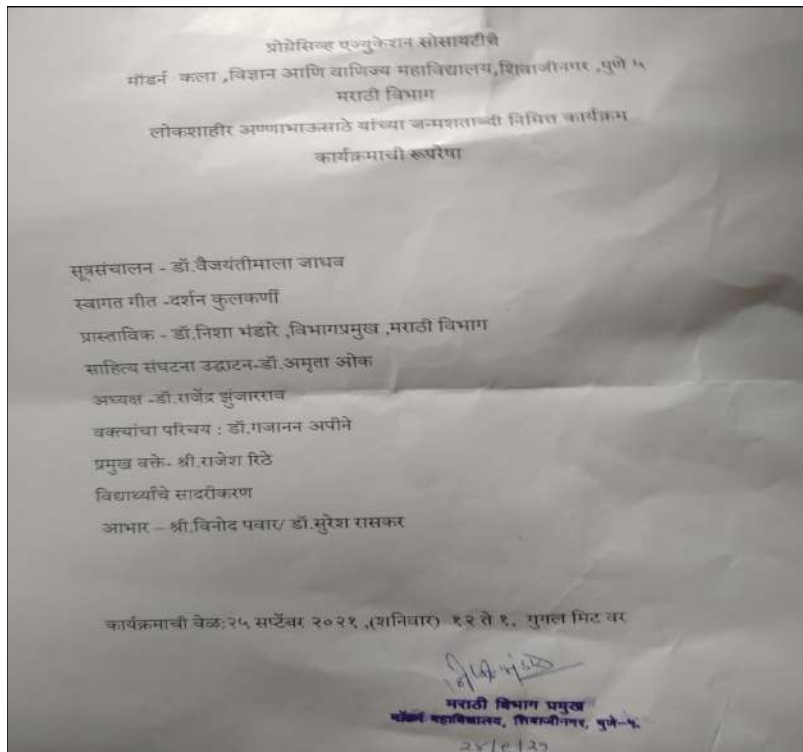 प्रोग्रेसिव्ह एज्युकेशन सोसायटीचे
मॉडर्न कला ,विज्ञान आणि वाणिज्य महाविद्यालय,शिवाजीनगर ,पुणे ५
मराठी विभाग
लोकशाहीर अण्णाभाऊसाठे यांच्या जन्मशताब्दी निमित्त कार्यक्रम
कार्यक्रमाची रूपरेषा
सूत्रसंचालन - डॉ.वैजयंतीमाला जाधव
स्वागत गीत -दर्शन कुलकर्णी
प्रास्ताविक - डॉ.निशा भंडारे ,विभागप्रमुख ,मराठी विभाग
साहित्य संघटना उद्घाटन-डॉ.अमृता ओक
अध्यक्ष -डॉ.राजेंद्र झुंजारराव
वक्त्यांचा परिचय : डॉ.गजानन अपीने
प्रमुख वक्ते- श्री.राजेश रिठे
विद्यार्थ्यांचे सादरीकरण
आभार – श्री.विनोद पवार/ डॉ.सुरेश रासकर
कार्यक्रमाची वेळ:२५ सप्टेंबर २०२१ ,(शनिवार) १२ ते १, गुगल मिट वर
मराठी विभाग प्रमुख
मॉडर्न महाविद्यालय, शिवाजीनगर, पुणे-५.